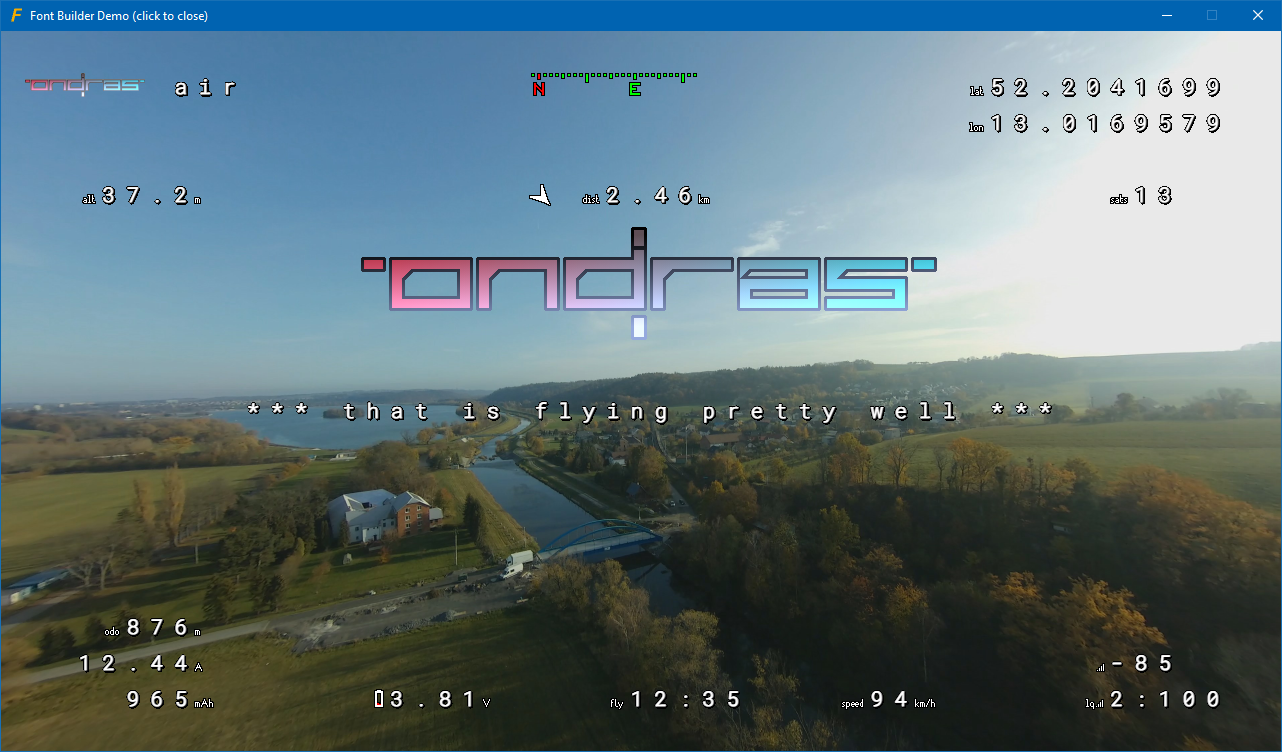 Font Builder Demo (click to close)
ondras air
N E
lat 52.2041699
lon 13.0169579
alt 37.2 m
dist 2.46 km
sats 13
ondras
*** that is flying pretty well ***
odo 876 m
12.44 A
-85
965 mAh
3.81 V
fly 12:35
speed 94 km/h
lq 2:100